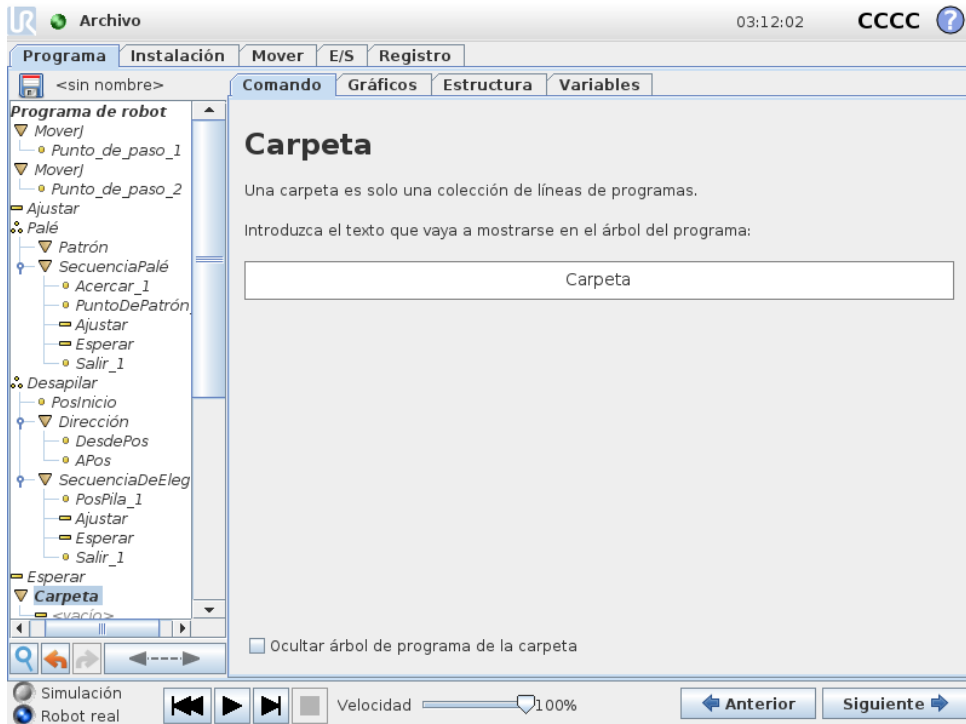 UR Archivo 03:12:02 CCCC ?
Programa Instalación Mover E/S Registro
<sin nombre>
Comando Gráficos Estructura Variables
Programa de robot
MoverJ
Punto_de_paso_1
MoverJ
Punto_de_paso_2
Ajustar
Palé
Patrón
SecuenciaPalé
Acercar_1
PuntoDePatrón_
Ajustar
Esperar
Salir_1
Desapilar
PosInicio
Dirección
DesdePos
APos
SecuenciaDeEleg
PosPila_1
Ajustar
Esperar
Salir_1
Esperar
Carpeta
<vacío>
Carpeta
Una carpeta es solo una colección de líneas de programas.
Introduzca el texto que vaya a mostrarse en el árbol del programa:
Carpeta
Ocultar árbol de programa de la carpeta
Simulación
Robot real
Velocidad 100%
Anterior Siguiente